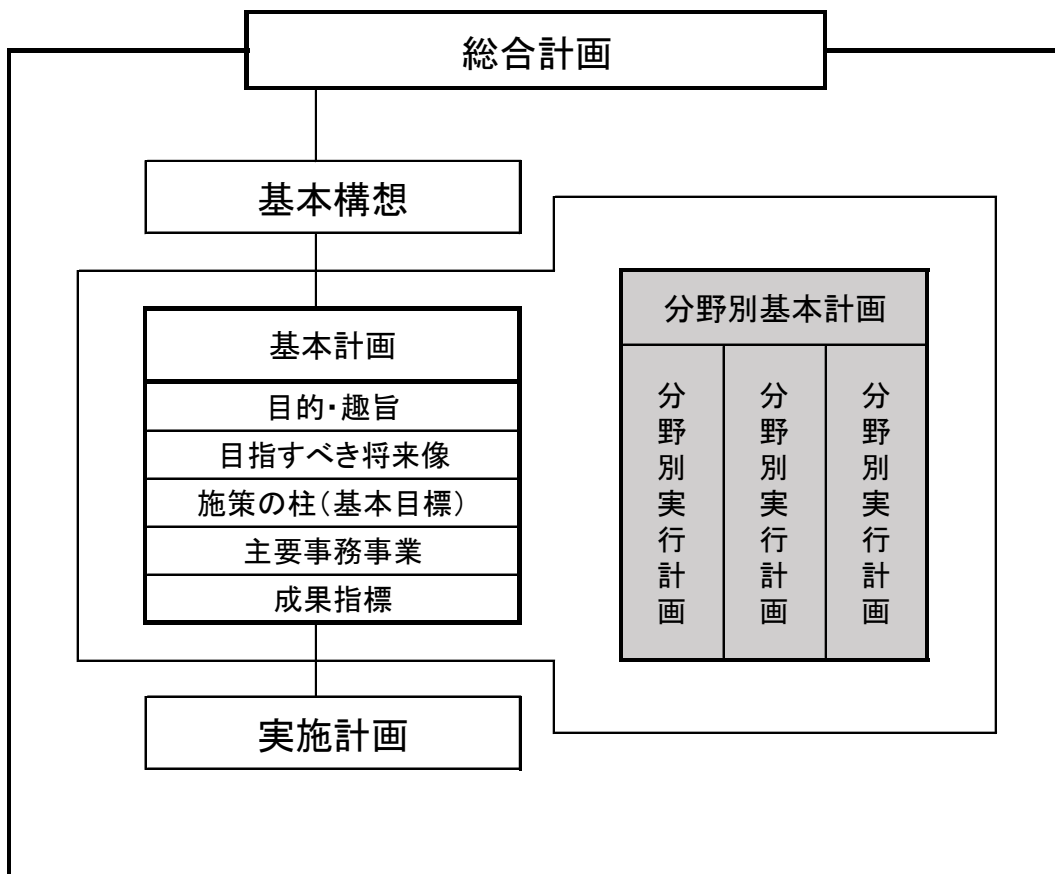 総合計画
基本構想
基本計画
目的・趣旨
目指すべき将来像
施策の柱（基本目標）
主要事務事業
成果指標
実施計画
分野別基本計画
分野別実行計画
分野別実行計画
分野別実行計画